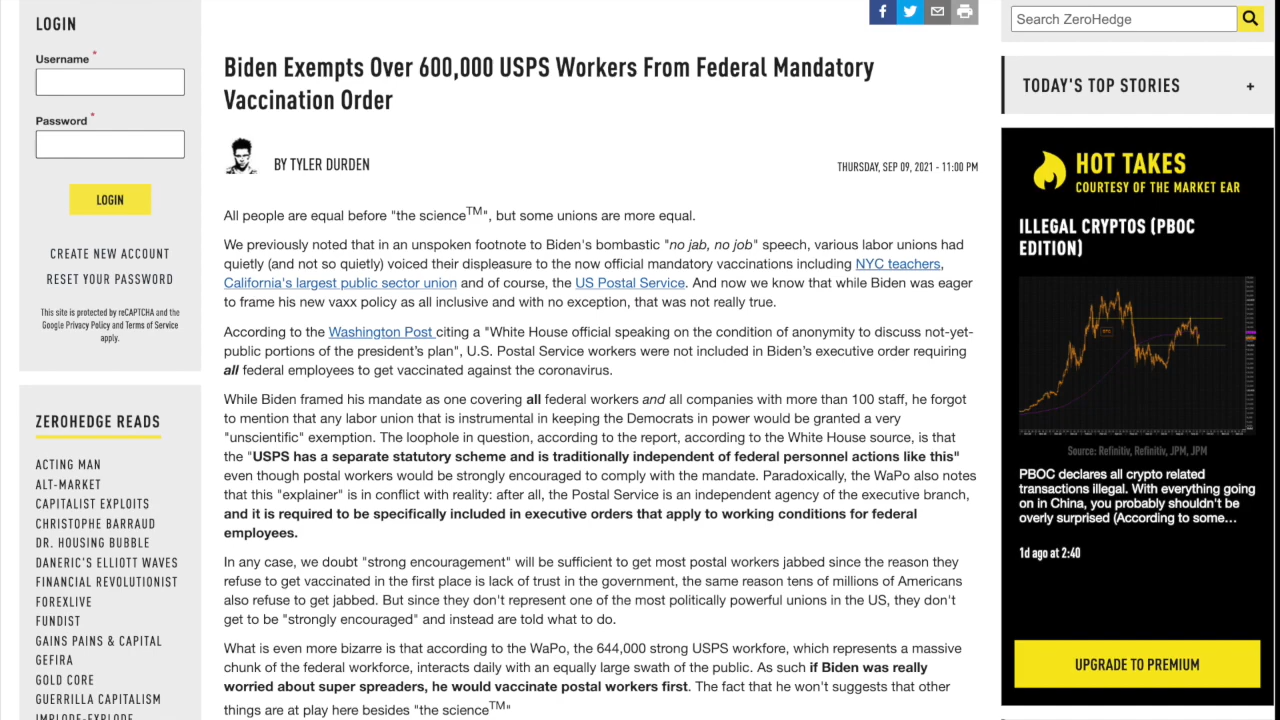 LOGIN
Username *
Password *
LOGIN
CREATE NEW ACCOUNT
RESET YOUR PASSWORD
This site is protected by reCAPTCHA and the
Google Privacy Policy and Terms of Service
apply.
ZEROHEDGE READS
ACTING MAN
ALT-MARKET
CAPITALIST EXPLOITS
CHRISTOPHE BARRAUD
DR. HOUSING BUBBLE
DANERIC'S ELLIOTT WAVES
FINANCIAL REVOLUTIONIST
FOREXLIVE
FUNDIST
GAINS PAINS & CAPITAL
GEFIRA
GOLD CORE
GUERRILLA CAPITALISM
IMPLODE-EXPLODE
Biden Exempts Over 600,000 USPS Workers From Federal Mandatory
Vaccination Order
BY TYLER DURDEN
THURSDAY, SEP 09, 2021 - 11:00 PM
All people are equal before "the scienceTM", but some unions are more equal.
We previously noted that in an unspoken footnote to Biden's bombastic "no jab, no job" speech, various labor unions had
quietly (and not so quietly) voiced their displeasure to the now official mandatory vaccinations including NYC teachers,
California's largest public sector union and of course, the US Postal Service. And now we know that while Biden was eager
to frame his new vaxx policy as all inclusive and with no exception, that was not really true.
According to the Washington Post citing a "White House official speaking on the condition of anonymity to discuss not-yet-
public portions of the president's plan", U.S. Postal Service workers were not included in Biden's executive order requiring
all federal employees to get vaccinated against the coronavirus.
While Biden framed his mandate as one covering all federal workers and all companies with more than 100 staff, he forgot
to mention that any labor union that is instrumental in keeping the Democrats in power would be granted a very
"unscientific" exemption. The loophole in question, according to the report, according to the White House source, is that
the "USPS has a separate statutory scheme and is traditionally independent of federal personnel actions like this"
even though postal workers would be strongly encouraged to comply with the mandate. Paradoxically, the WaPo also notes
that this "explainer" is in conflict with reality: after all, the Postal Service is an independent agency of the executive branch,
and it is required to be specifically included in executive orders that apply to working conditions for federal
employees.
In any case, we doubt "strong encouragement" will be sufficient to get most postal workers jabbed since the reason they
refuse to get vaccinated in the first place is lack of trust in the government, the same reason tens of millions of Americans
also refuse to get jabbed. But since they don't represent one of the most politically powerful unions in the US, they don't
get to be "strongly encouraged" and instead are told what to do.
What is even more bizarre is that according to the WaPo, the 644,000 strong USPS workfore, which represents a massive
chunk of the federal workforce, interacts daily with an equally large swath of the public. As such if Biden was really
worried about super spreaders, he would vaccinate postal workers first. The fact that he won't suggests that other
things are at play here besides "the scienceTM"
Search ZeroHedge
TODAY'S TOP STORIES +
HOT TAKES
COURTESY OF THE MARKET EAR
ILLEGAL CRYPTOS (PBOC
EDITION)
Source: Refinitiv, Refinitiv, JPM, JPM
PBOC declares all crypto related
transactions illegal. With everything going
on in China, you probably shouldn't be
overly surprised (According to some...
1d ago at 2:40
UPGRADE TO PREMIUM